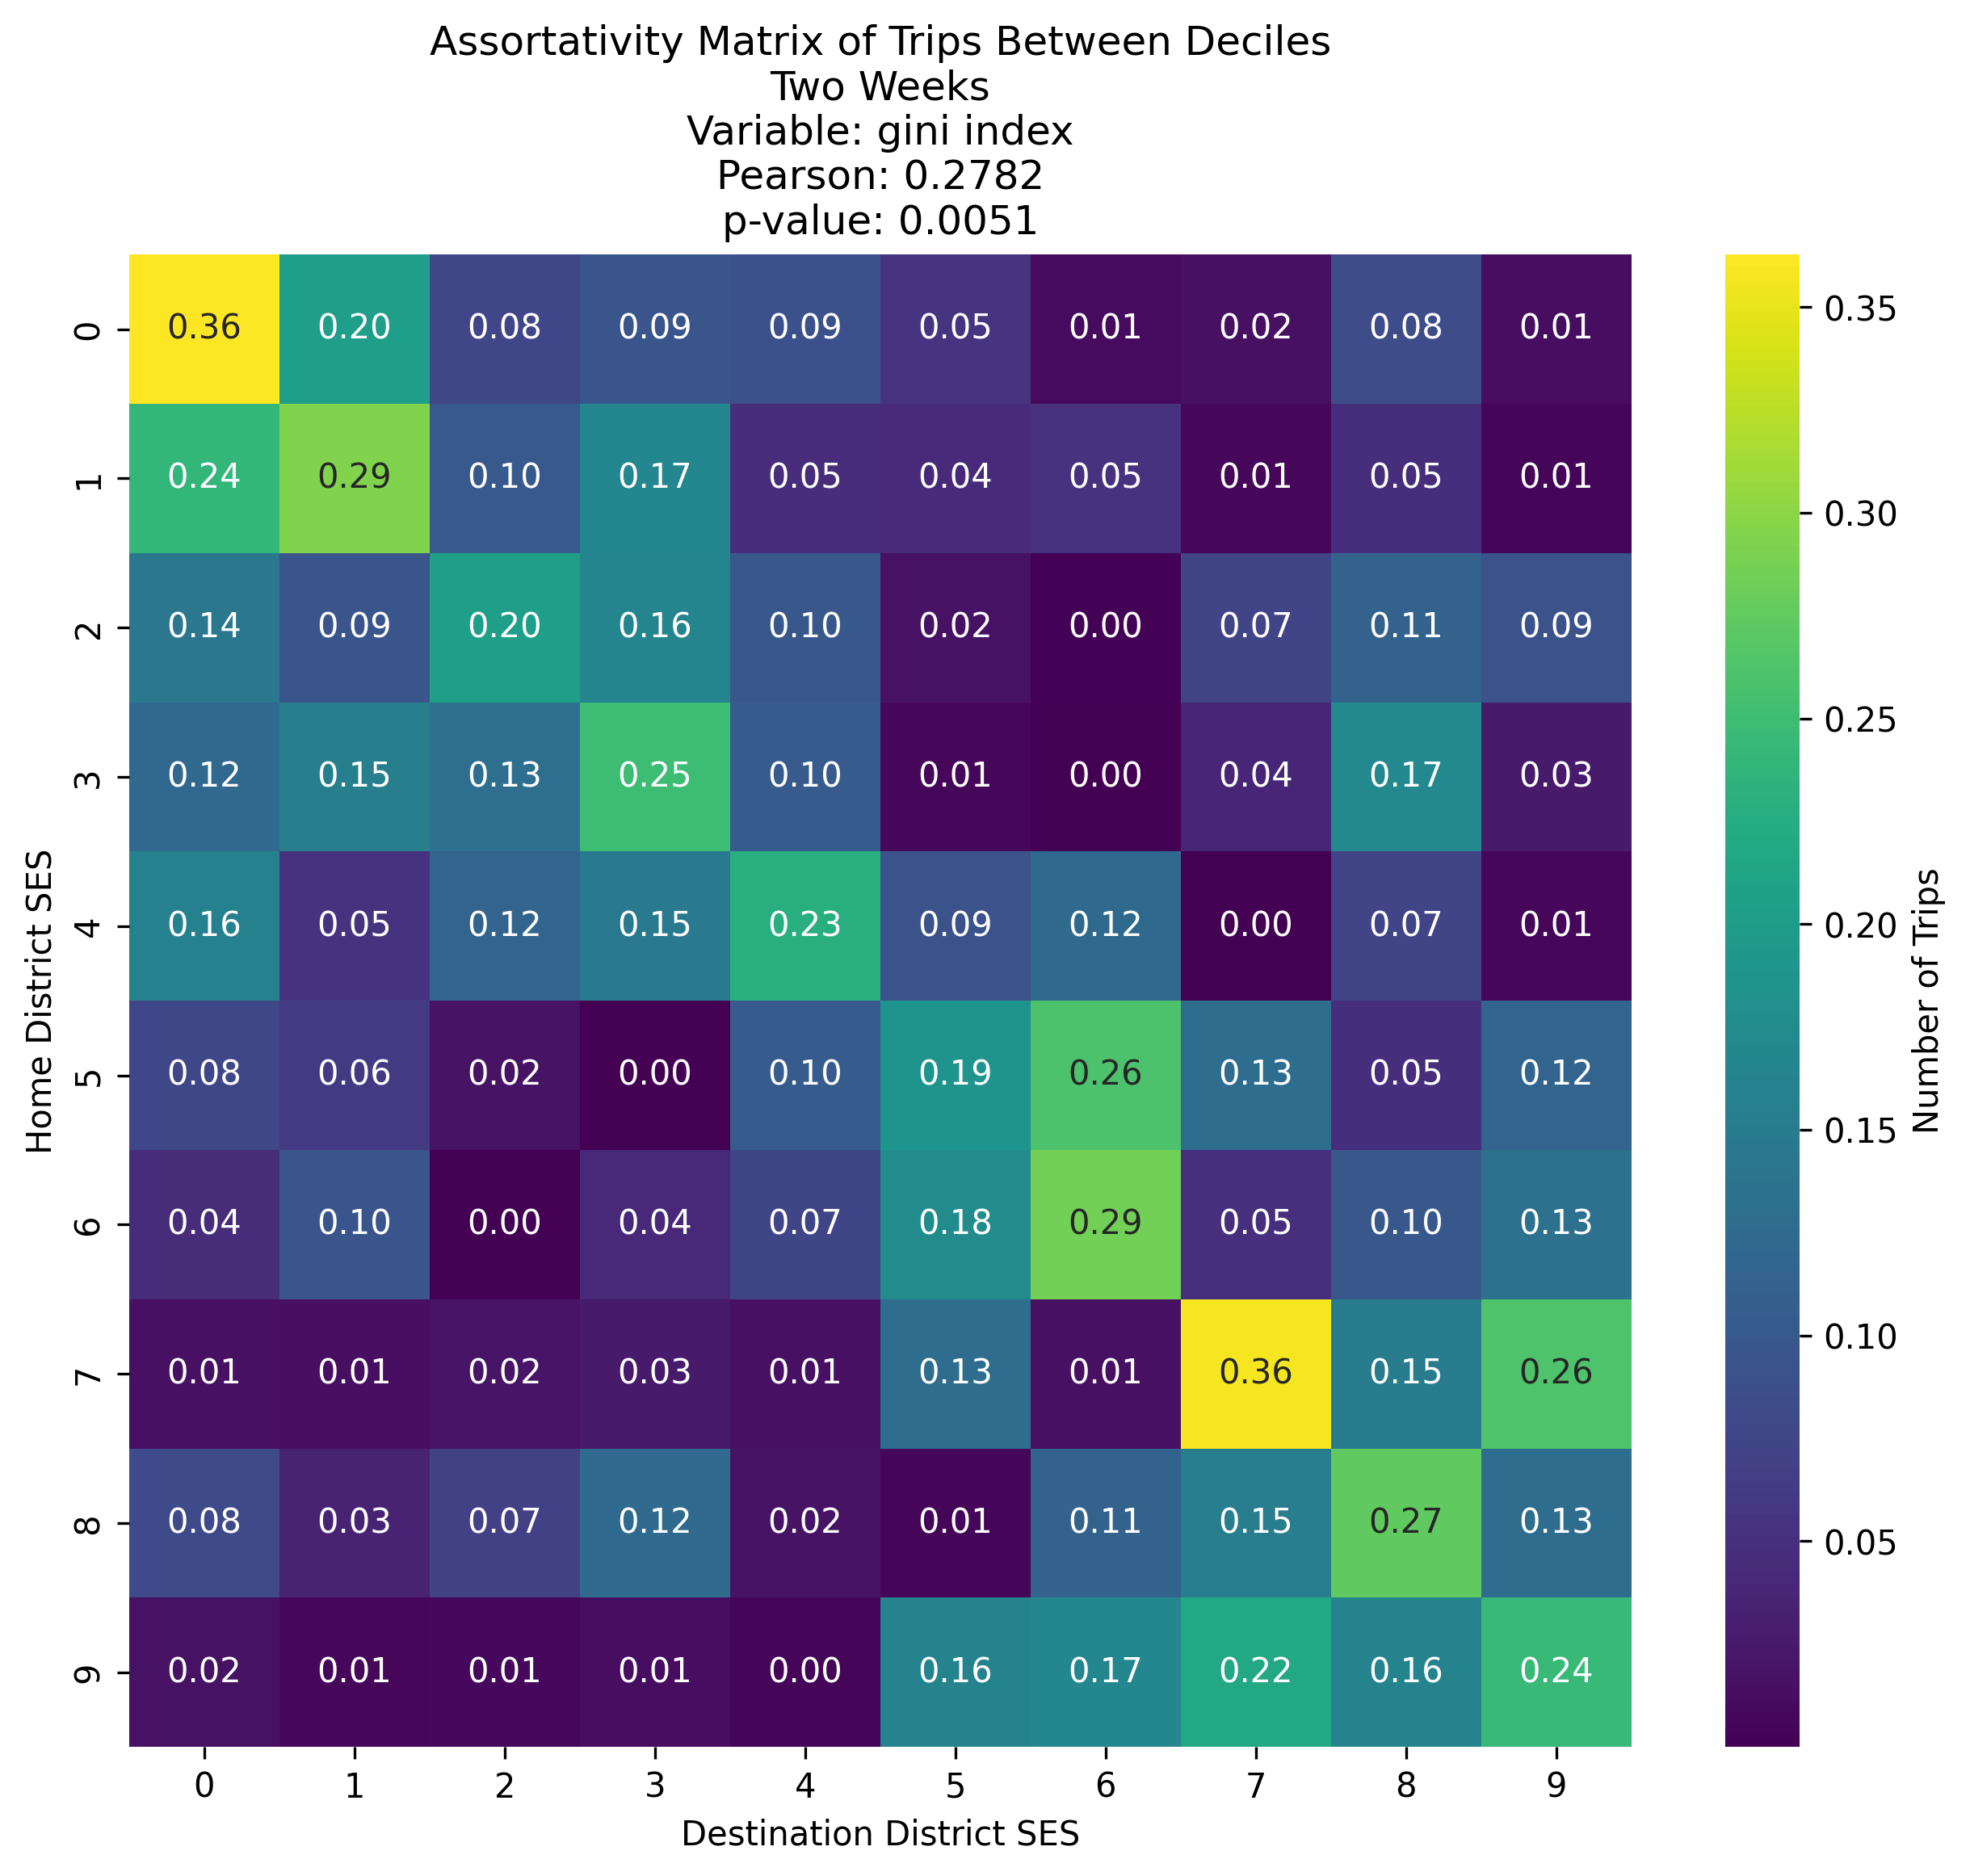 Assortativity Matrix of Trips Between Deciles
Two Weeks
Variable: gini index
Pearson: 0.2782
p-value: 0.0051
0 0.36 0.20 0.08 0.09 0.09 0.05 0.01 0.02 0.08 0.01
1 0.24 0.29 0.10 0.17 0.05 0.04 0.05 0.01 0.05 0.01
2 0.14 0.09 0.20 0.16 0.10 0.02 0.00 0.07 0.11 0.09
3 0.12 0.15 0.13 0.25 0.10 0.01 0.00 0.04 0.17 0.03
4 0.16 0.05 0.12 0.15 0.23 0.09 0.12 0.00 0.07 0.01
5 0.08 0.06 0.02 0.00 0.10 0.19 0.26 0.13 0.05 0.12
6 0.04 0.10 0.00 0.04 0.07 0.18 0.29 0.05 0.10 0.13
7 0.01 0.01 0.02 0.03 0.01 0.13 0.01 0.36 0.15 0.26
8 0.08 0.03 0.07 0.12 0.02 0.01 0.11 0.15 0.27 0.13
9 0.02 0.01 0.01 0.01 0.00 0.16 0.17 0.22 0.16 0.24
0 1 2 3 4 5 6 7 8 9
Destination District SES
Home District SES
0.35
0.30
0.25
0.20
0.15
0.10
0.05
Number of Trips